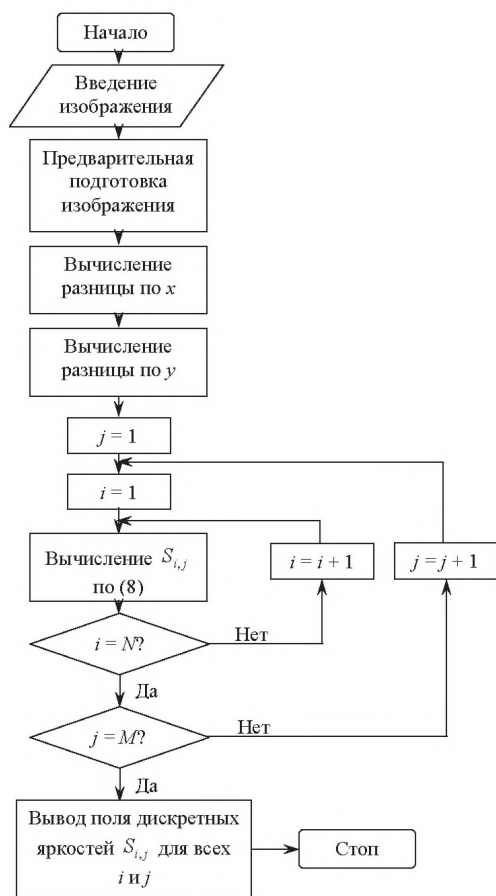 Начало
Введение
изображения
Предварительная
подготовка
изображения
Вычисление
разницы по x
Вычисление
разницы по y
j = 1
i = 1
Вычисление S_{i,j}
по (8)
i = i + 1
j = j + 1
i = N?
Нет
Да
j = M?
Нет
Да
Вывод поля дискретных
яркостей S_{i,j} для всех
i и j
Стоп